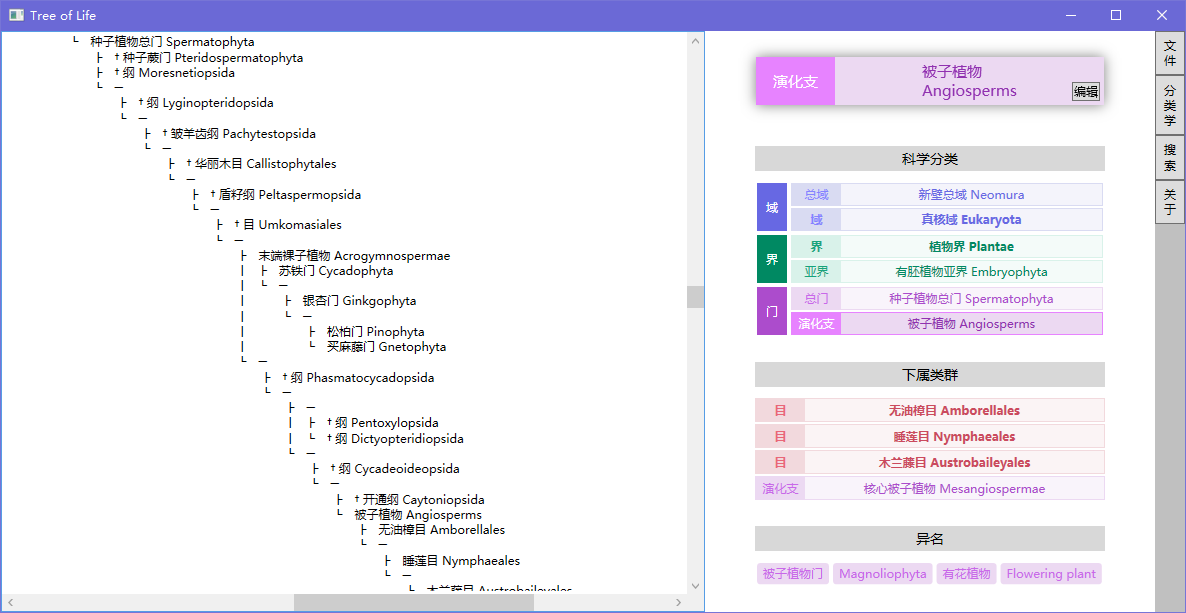 Tree of Life
种子植物总门 Spermatophyta
†种子蕨门 Pteridospermatophyta
†纲 Moresnetiopsida
†纲 Lyginopteridopsida
†皱羊齿纲 Pachytestopsida
†华丽木目 Callistophytales
†盾籽纲 Peltaspermopsida
†目 Umkomasiales
末端裸子植物 Acrogymnospermae
苏铁门 Cycadophyta
银杏门 Ginkgophyta
松柏门 Pinophyta
买麻藤门 Gnetophyta
†纲 Phasmatocycadopsida
†纲 Pentoxylopsida
†纲 Dictyopteridiopsida
†纲 Cycadeoideopsida
†开通纲 Caytoniopsida
被子植物 Angiosperms
无油樟目 Amborellales
睡莲目 Nymphaeales
木兰藤目 Austrobaileyales
演化支
被子植物
Angiosperms
编辑
科学分类
域
总域 新壁总域 Neomura
域 真核域 Eukaryota
界
界 植物界 Plantae
亚界 有胚植物亚界 Embryophyta
门
总门 种子植物总门 Spermatophyta
演化支 被子植物 Angiosperms
下属类群
目 无油樟目 Amborellales
目 睡莲目 Nymphaeales
目 木兰藤目 Austrobaileyales
演化支 核心被子植物 Mesangiospermae
异名
被子植物门 Magnoliophyta 有花植物 Flowering plant
文件
分类学
搜索
关于